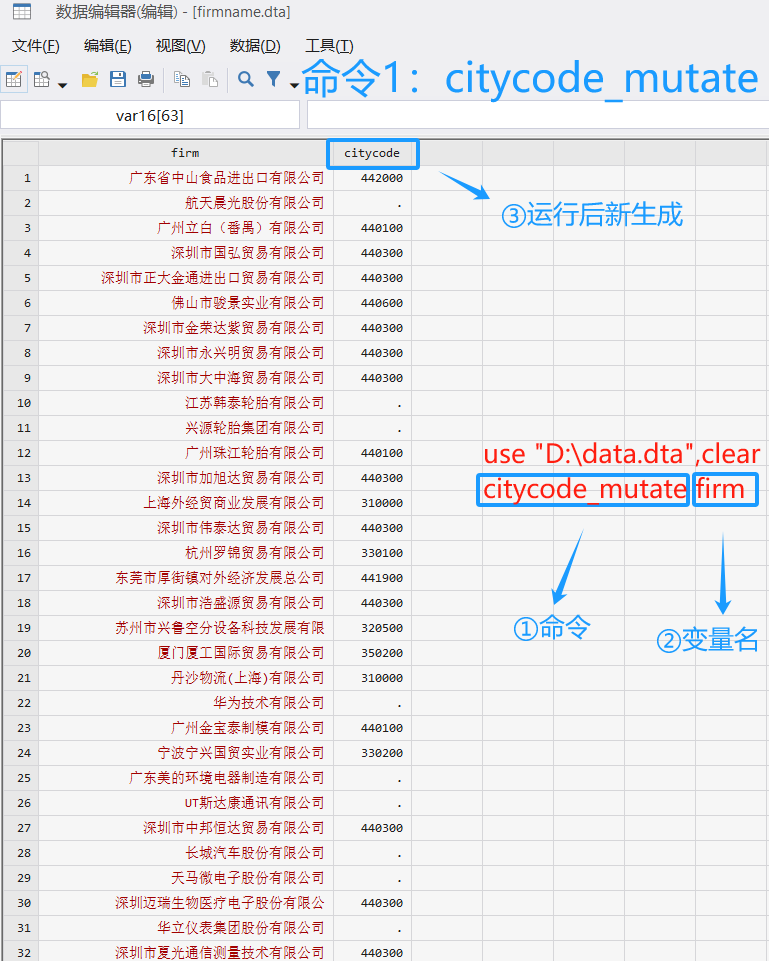 数据编辑器(编辑) - [firmname.dta]
文件(F) 编辑(E) 视图(V) 数据(D) 工具(T)
命令1：citycode_mutate
var16[63]
firm citycode
1 广东省中山食品进出口有限公司 442000
2 航天晨光股份有限公司 .
③运行后新生成
3 广州立白（番禺）有限公司 440100
4 深圳市国弘贸易有限公司 440300
5 深圳市正大金通进出口贸易有限公司 440300
6 佛山市骏景实业有限公司 440600
7 深圳市金荣达紫贸易有限公司 440300
8 深圳市永兴明贸易有限公司 440300
9 深圳市大中海贸易有限公司 440300
10 江苏韩泰轮胎有限公司 .
11 兴源轮胎集团有限公司 .
12 广州珠江轮胎有限公司 440100
use "D:\data.dta",clear
13 深圳市加旭达贸易有限公司 440300
citycode_mutate firm
14 上海外经贸商业发展有限公司 310000
15 深圳市伟泰达贸易有限公司 440300
16 杭州罗锦贸易有限公司 330100
17 东莞市厚街镇对外经济发展总公司 441900
18 深圳市浩盛源贸易有限公司 440300
19 苏州市兴鲁空分设备科技发展有限 320500
①命令
②变量名
20 厦门厦工国际贸易有限公司 350200
21 丹沙物流(上海)有限公司 310000
22 华为技术有限公司 .
23 广州金宝泰制模有限公司 440100
24 宁波宁兴国贸实业有限公司 330200
25 广东美的环境电器制造有限公司 .
26 UT斯达康通讯有限公司 .
27 深圳市中邦恒达贸易有限公司 440300
28 长城汽车股份有限公司 .
29 天马微电子股份有限公司 .
30 深圳迈瑞生物医疗电子股份有限公 440300
31 华立仪表集团股份有限公司 .
32 深圳市夏光通信测量技术有限公司 440300